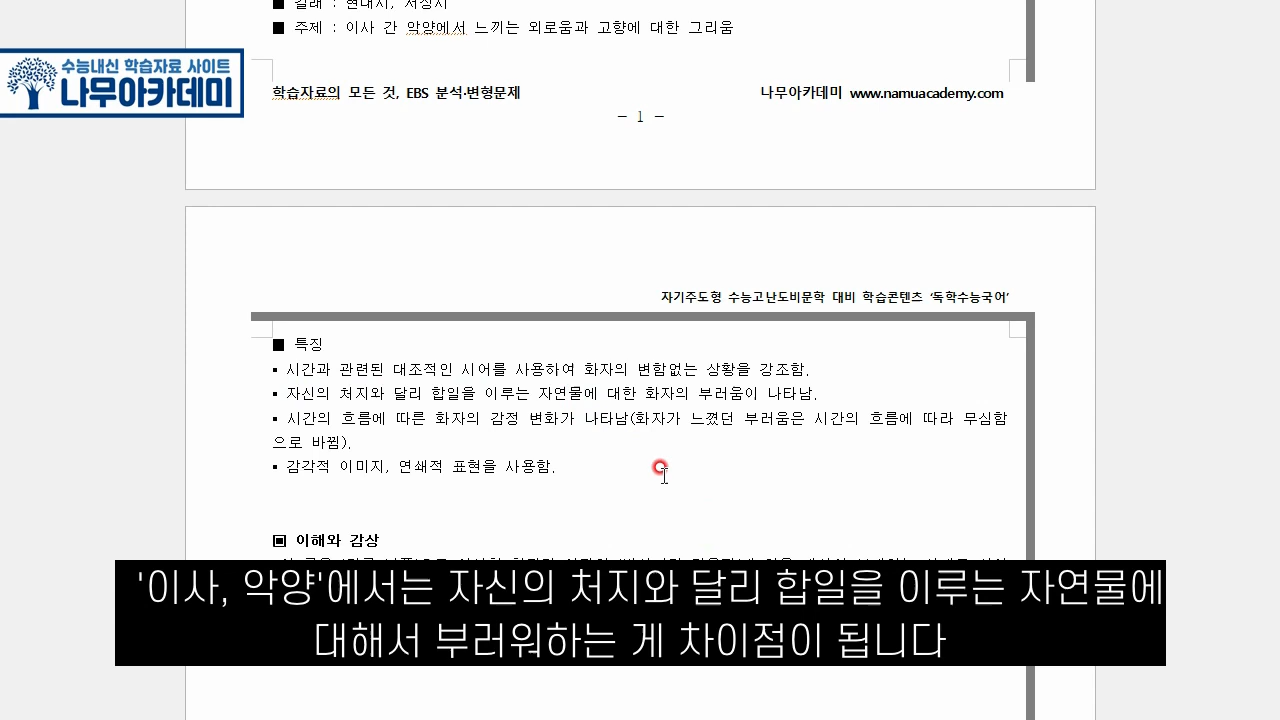 ■ 갈래 : 현대시, 서정시
■ 주제 : 이사 간 악양에서 느끼는 외로움과 고향에 대한 그리움
수능내신 학습자료 사이트
나무아카데미
학습자료의 모든 것, EBS 분석·변형문제
나무아카데미 www.namuacademy.com
- 1 -
자기주도형 수능고난도비문학 대비 학습콘텐츠 ‘독학수능국어’
■ 특징
▪ 시간과 관련된 대조적인 시어를 사용하여 화자의 변함없는 상황을 강조함.
▪ 자신의 처지와 달리 합일을 이루는 자연물에 대한 화자의 부러움이 나타남.
▪ 시간의 흐름에 따른 화자의 감정 변화가 나타남(화자가 느꼈던 부러움은 시간의 흐름에 따라 무심함
으로 바뀜).
▪ 감각적 이미지, 연쇄적 표현을 사용함.
▣ 이해와 감상
'이사, 악양'에서는 자신의 처지와 달리 합일을 이루는 자연물에
대해서 부러워하는 게 차이점이 됩니다